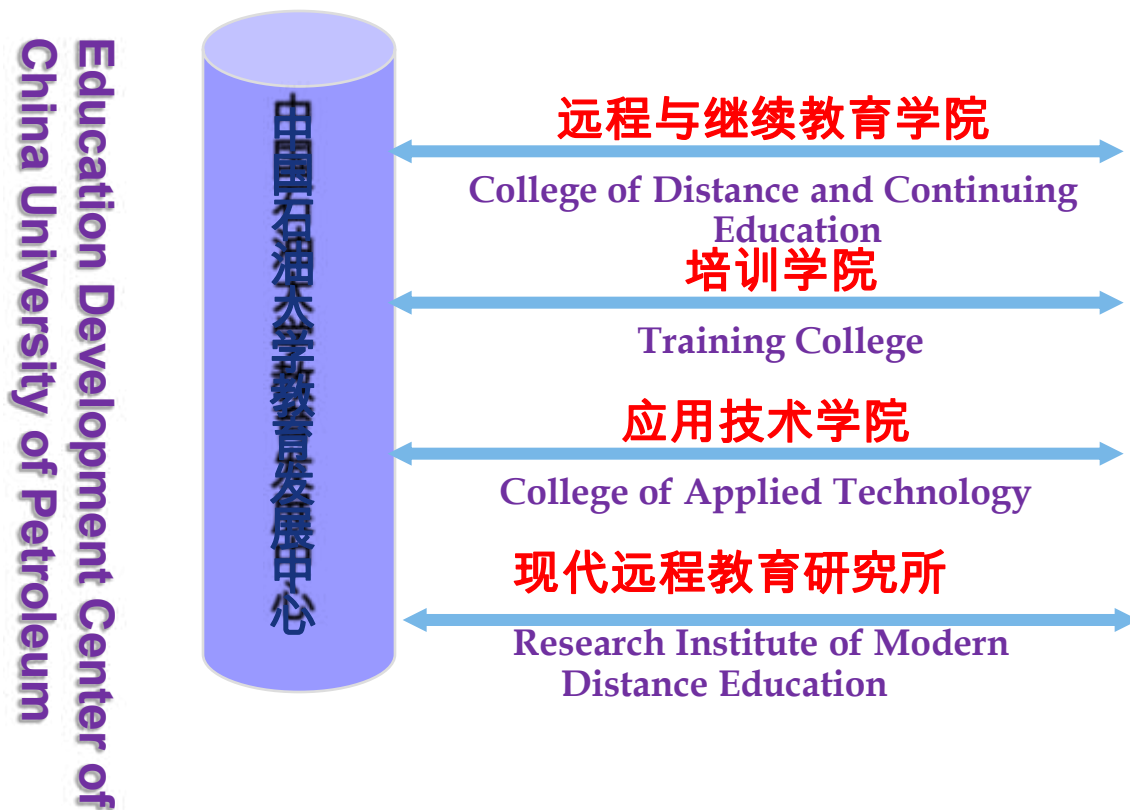 Education Development Center of
China University of Petroleum
中国石油大学教育发展中心
远程与继续教育学院
College of Distance and Continuing
Education
培训学院
Training College
应用技术学院
College of Applied Technology
现代远程教育研究所
Research Institute of Modern
Distance Education